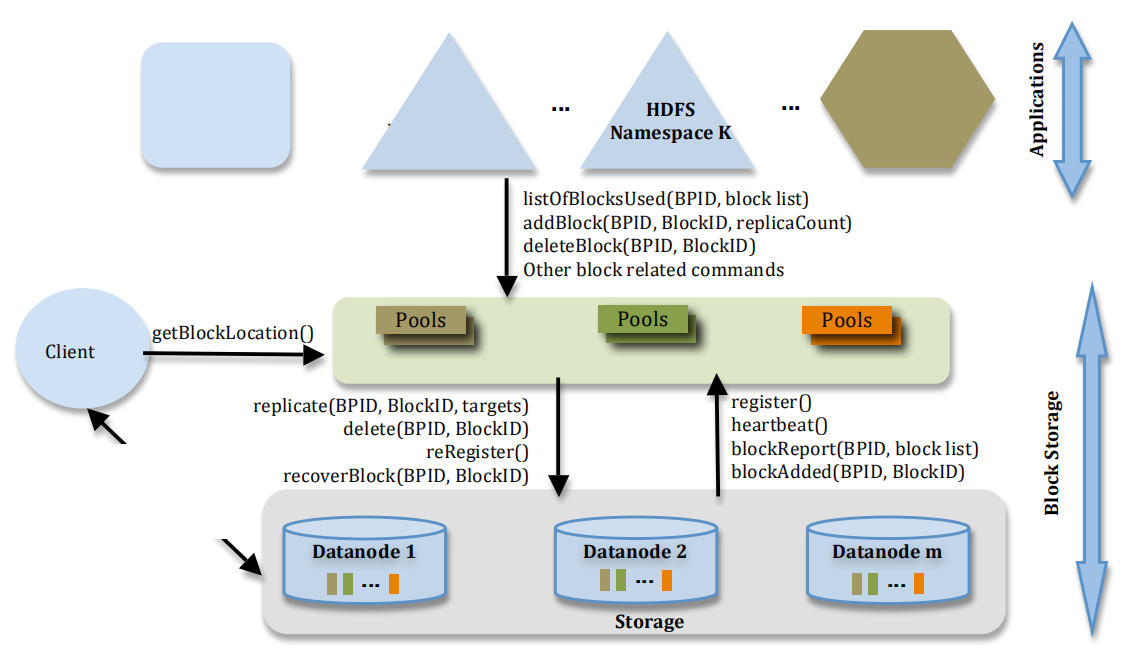 ...
HDFS
Namespace K
...
Applications
listOfBlocksUsed(BPID, block list)
addBlock(BPID, BlockID, replicaCount)
deleteBlock(BPID, BlockID)
Other block related commands
Client
getBlockLocation()
Pools
Pools
Pools
replicate(BPID, BlockID, targets)
delete(BPID, BlockID)
reRegister()
recoverBlock(BPID, BlockID)
register()
heartbeat()
blockReport(BPID, block list)
blockAdded(BPID, BlockID)
Block Storage
Datanode 1
...
Datanode 2
...
Datanode m
...
Storage